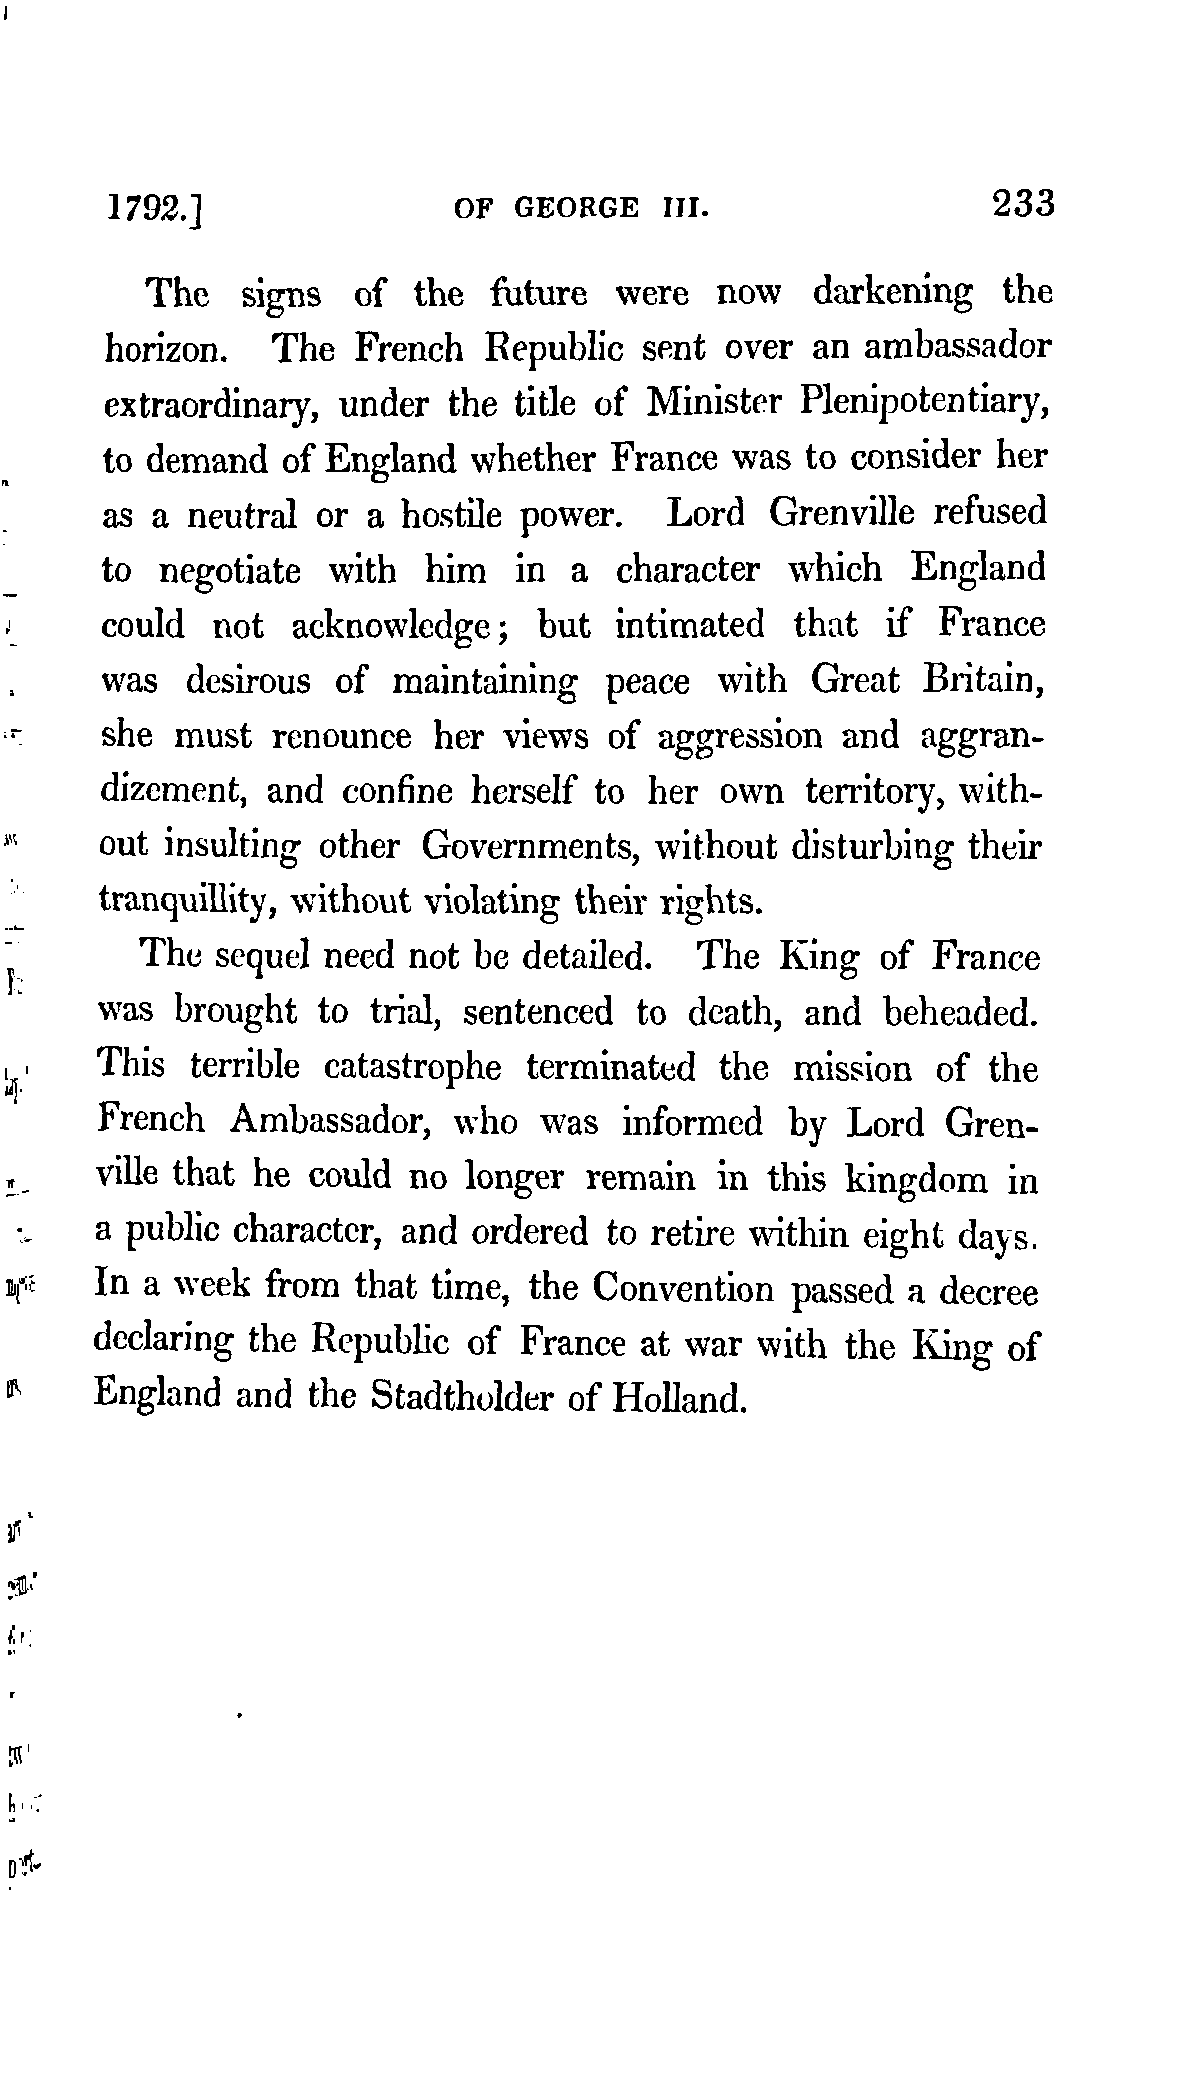 1792.] OF GEORGE III. 233
The signs of the future were now darkening the
horizon. The French Republic sent over an ambassador
extraordinary, under the title of Minister Plenipotentiary,
to demand of England whether France was to consider her
as a neutral or a hostile power. Lord Grenville refused
to negotiate with him in a character which England
could not acknowledge; but intimated that if France
was desirous of maintaining peace with Great Britain,
she must renounce her views of aggression and aggran-
dizement, and confine herself to her own territory, with-
out insulting other Governments, without disturbing their
tranquillity, without violating their rights.
The sequel need not be detailed. The King of France
was brought to trial, sentenced to death, and beheaded.
This terrible catastrophe terminated the mission of the
French Ambassador, who was informed by Lord Gren-
ville that he could no longer remain in this kingdom in
a public character, and ordered to retire within eight days.
In a week from that time, the Convention passed a decree
declaring the Republic of France at war with the King of
England and the Stadtholder of Holland.